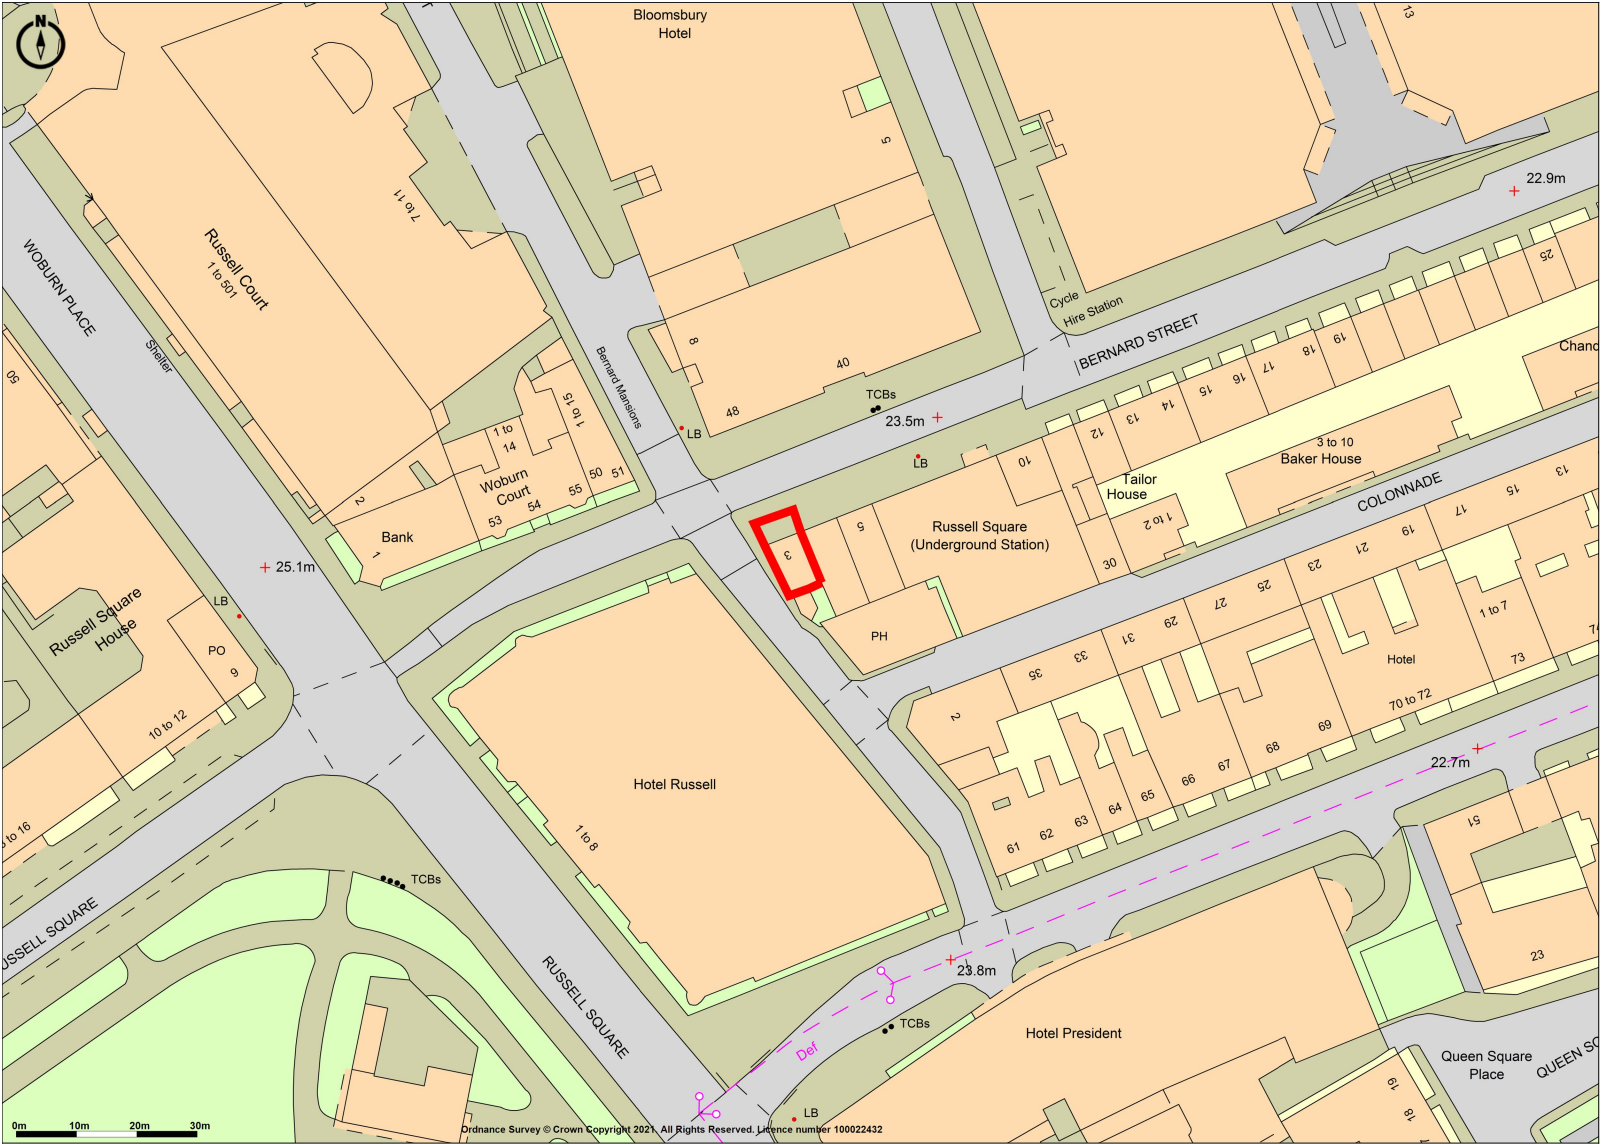 N
Bloomsbury
Hotel
13
5
22.9m
7 to 11
Russell Court
1 to 501
WOBURN PLACE
Shelter
50
Cycle
Hire Station
BERNARD STREET
25
8
40
48
TCBs
23.5m
LB
LB
Bernard Mansions
1 to 15
1 to
14
Woburn
Court
50
51
55
54
53
2
Bank
1
19
18
17
16
15
14
13
12
10
Chanc
3 to 10
Baker House
Tailor
House
1 to 2
30
COLONNADE
13
15
17
19
21
23
25
27
29
31
33
35
5
3
Russell Square
(Underground Station)
PH
25.1m
LB
Russell Square
House
PO
9
10 to 12
to 16
Hotel Russell
1 to 8
2
Hotel
1 to 7
70 to 72
73
69
68
67
66
65
64
63
62
61
22.7m
51
23
TCBs
USSELL SQUARE
RUSSELL SQUARE
23.8m
TCBs
Def
LB
Hotel President
Queen Square
Place
QUEEN SQ
19
18
0m
10m
20m
30m
Ordnance Survey © Crown Copyright 2021. All Rights Reserved. Licence number 100022432